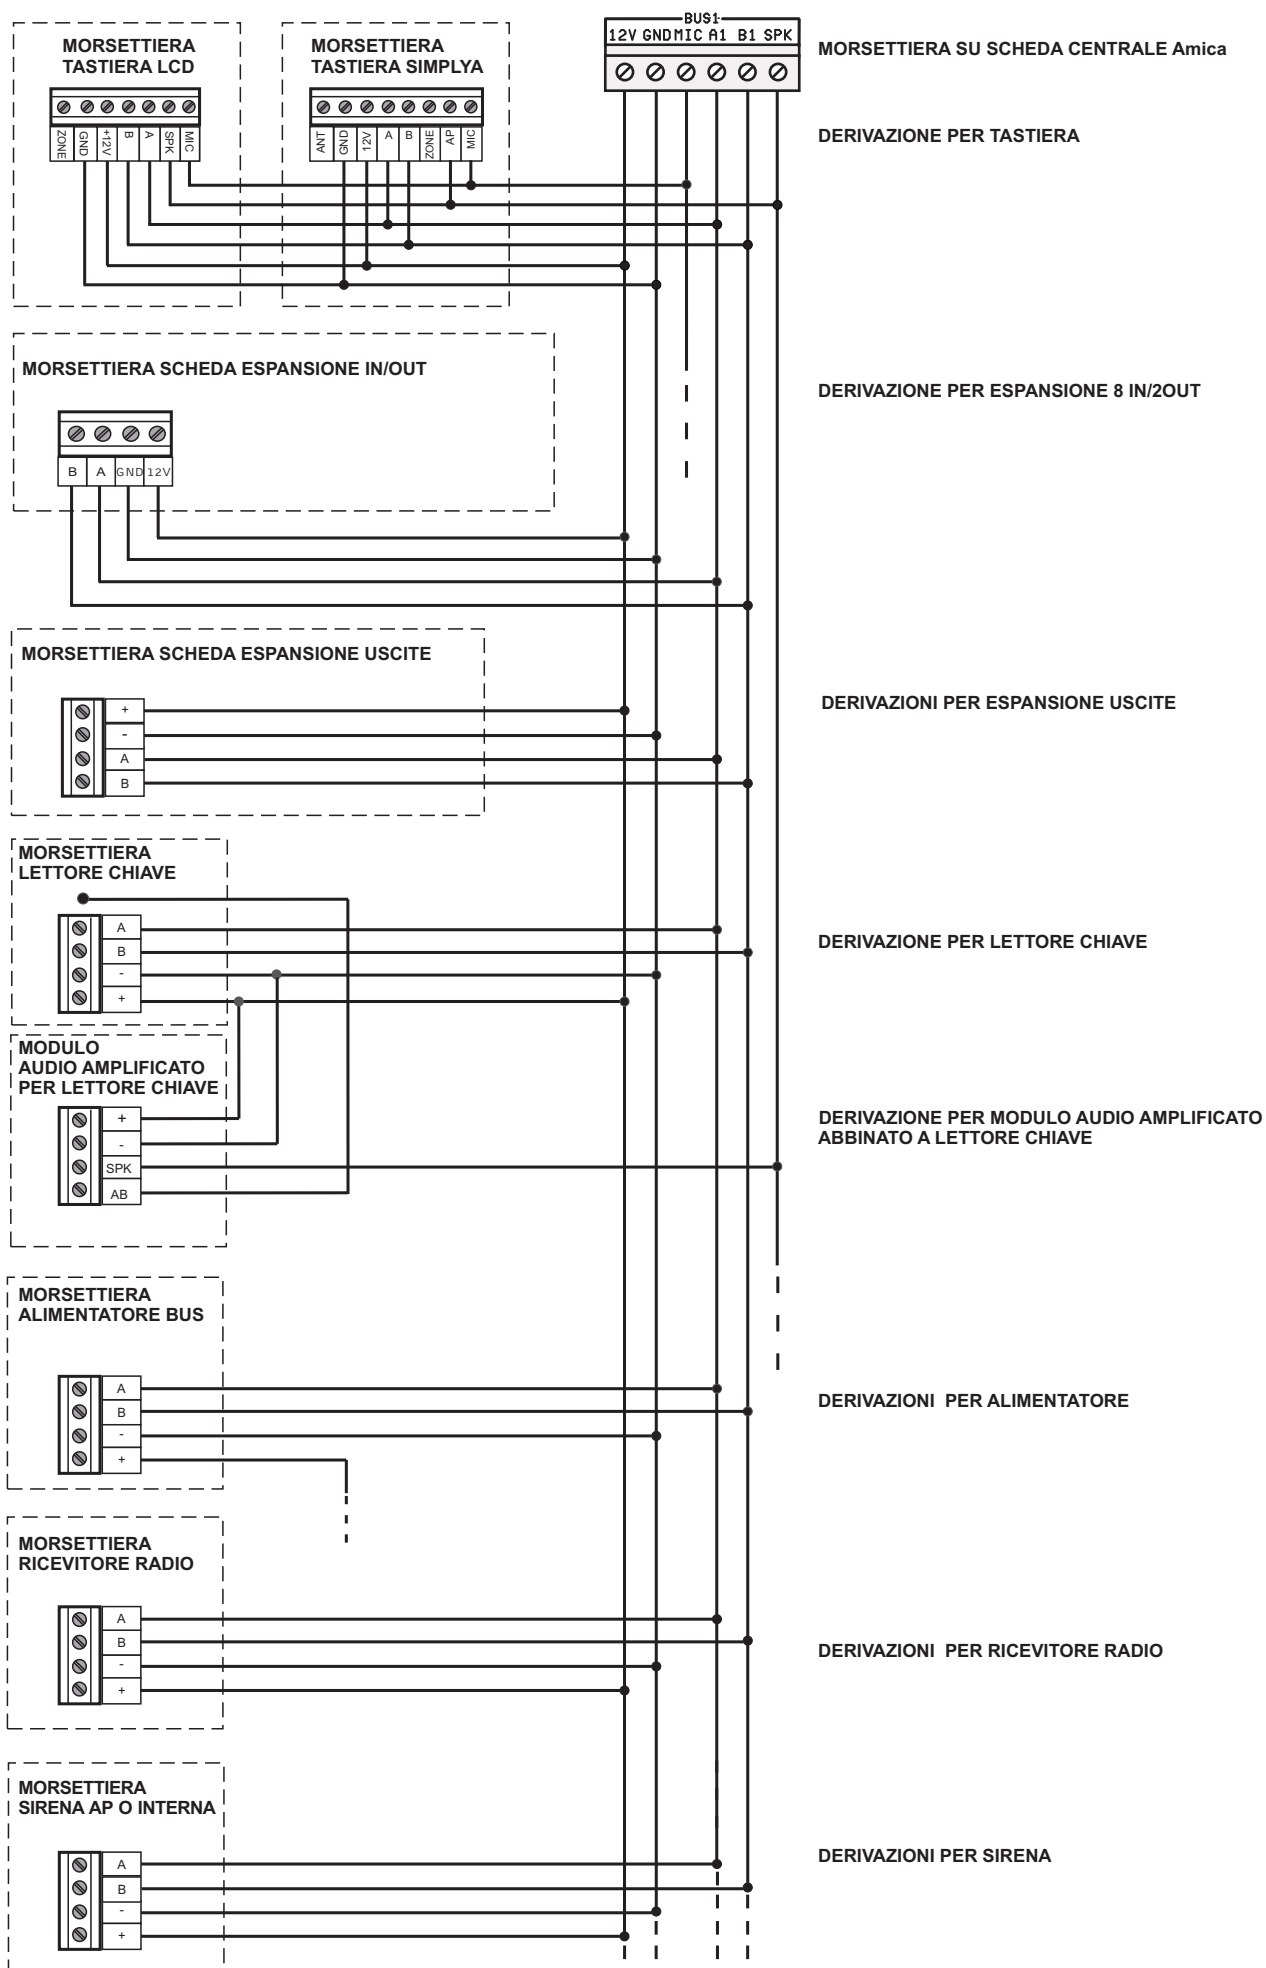 BUS1
12V GND MIC A1 B1 SPK
MORSETTIERA SU SCHEDA CENTRALE Amica
MORSETTIERA
TASTIERA LCD
ZONE GND +12V B A SPK MIC
MORSETTIERA
TASTIERA SIMPLYA
ANT GND 12V A B ZONE AP MIC
DERIVAZIONE PER TASTIERA
MORSETTIERA SCHEDA ESPANSIONE IN/OUT
B A GND 12V
DERIVAZIONE PER ESPANSIONE 8 IN/2OUT
MORSETTIERA SCHEDA ESPANSIONE USCITE
+
-
A
B
DERIVAZIONI PER ESPANSIONE USCITE
MORSETTIERA
LETTORE CHIAVE
A
B
-
+
DERIVAZIONE PER LETTORE CHIAVE
MODULO
AUDIO AMPLIFICATO
PER LETTORE CHIAVE
+
-
SPK
AB
DERIVAZIONE PER MODULO AUDIO AMPLIFICATO
ABBINATO A LETTORE CHIAVE
MORSETTIERA
ALIMENTATORE BUS
A
B
-
+
DERIVAZIONI PER ALIMENTATORE
MORSETTIERA
RICEVITORE RADIO
A
B
-
+
DERIVAZIONI PER RICEVITORE RADIO
MORSETTIERA
SIRENA AP O INTERNA
A
B
-
+
DERIVAZIONI PER SIRENA